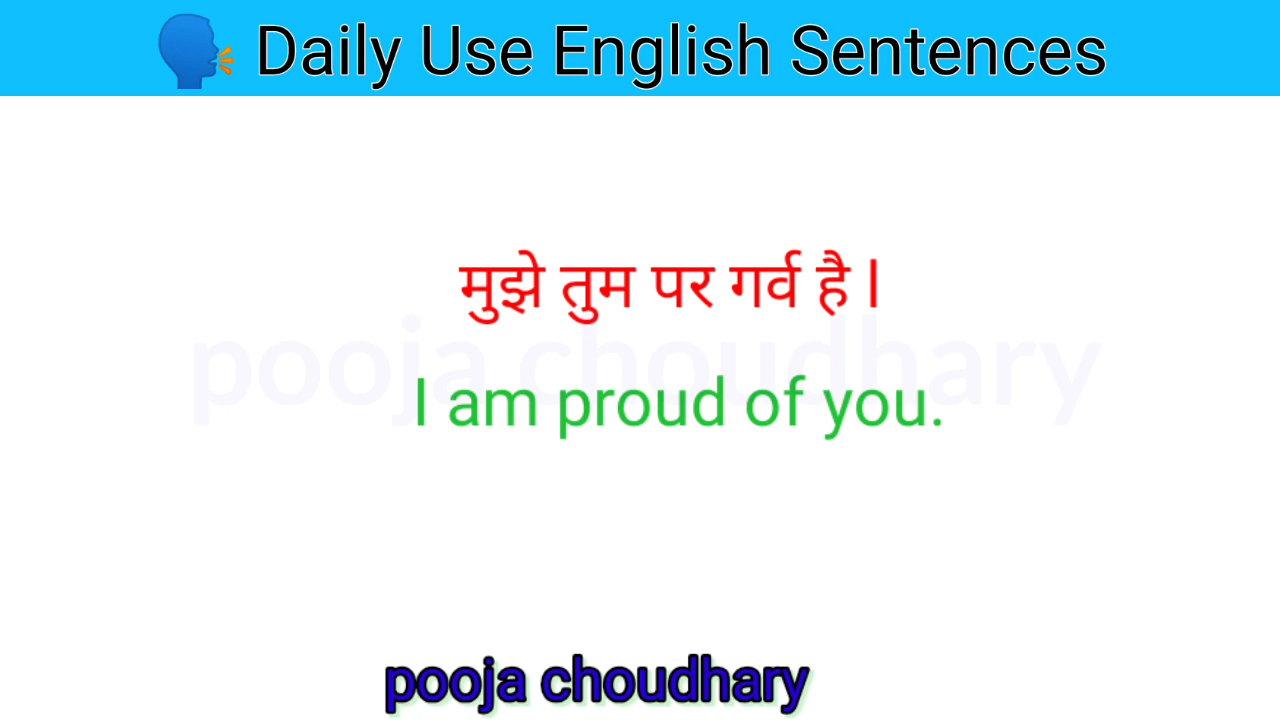 🗣 Daily Use English Sentences
मुझे तुम पर गर्व है l
pooja choudhary
I am proud of you.
pooja choudhary